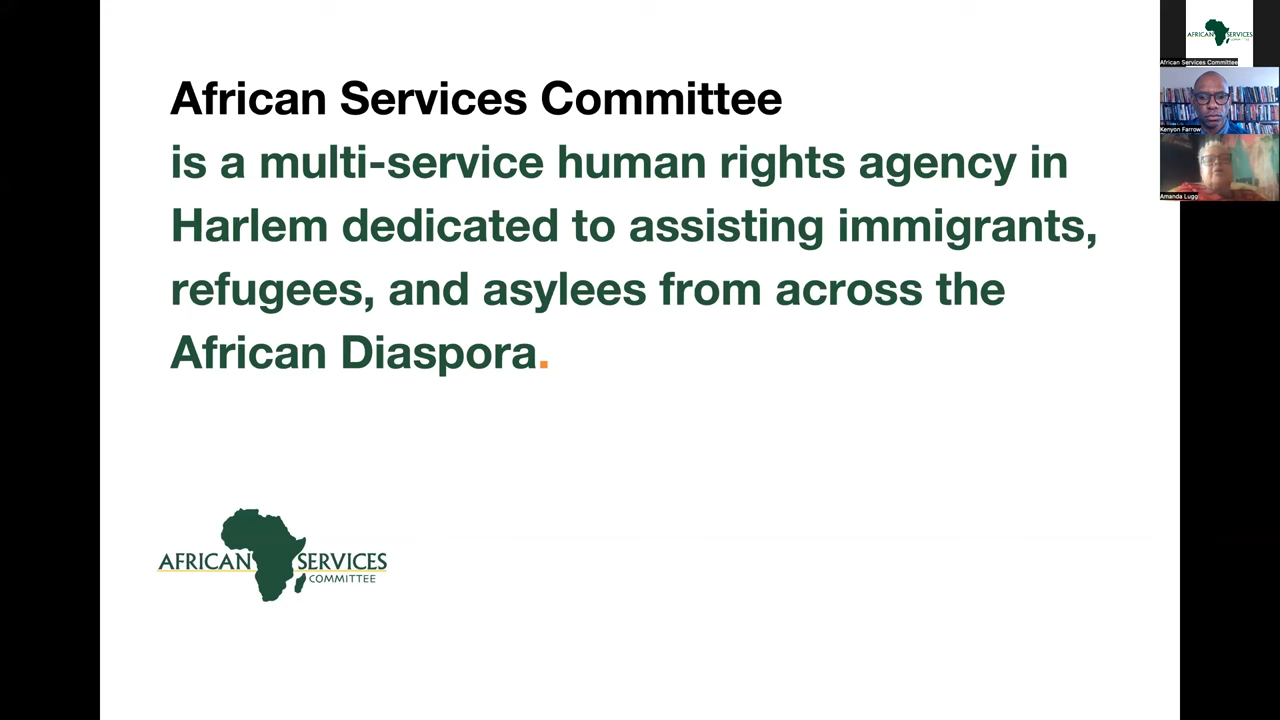 African Services Committee
is a multi-service human rights agency in
Harlem dedicated to assisting immigrants,
refugees, and asylees from across the
African Diaspora.
AFRICAN SERVICES
COMMITTEE
AFRICAN SERVICES
COMMITTEE
African Services Committee
Kenyon Farrow
Amanda Lugg